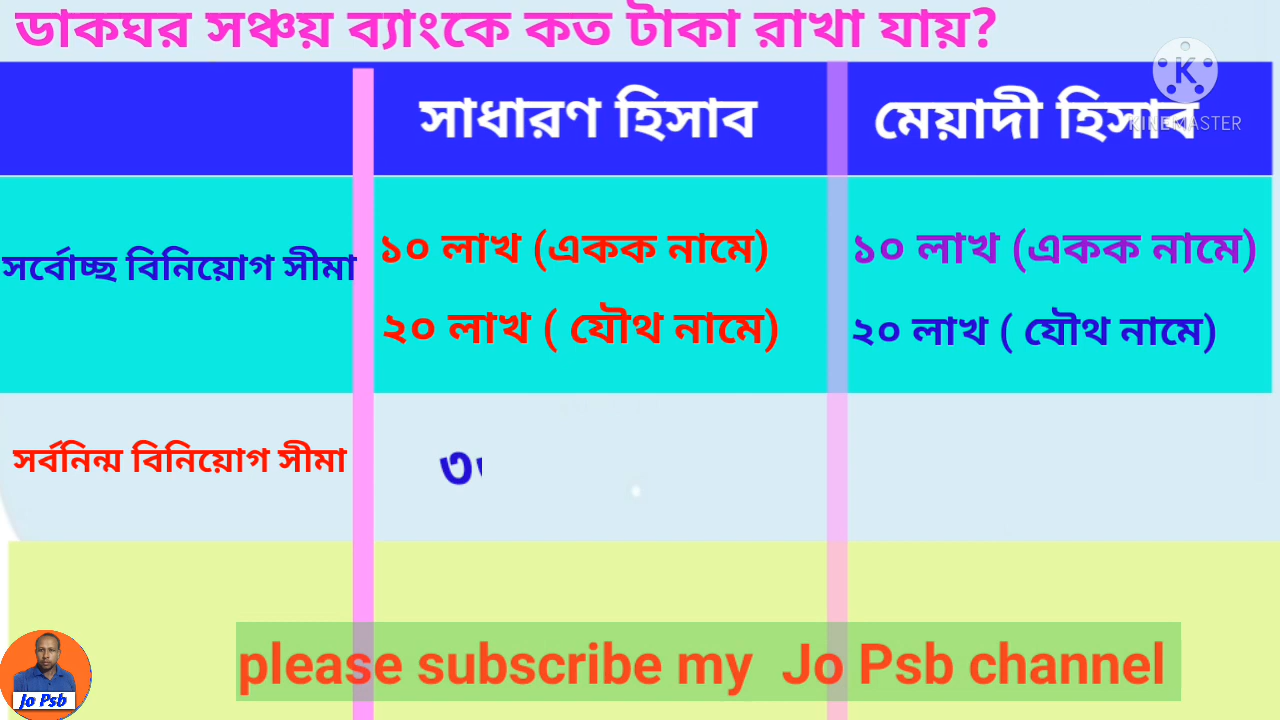 ডাকঘর সঞ্চয় ব্যাংকে কত টাকা রাখা যায়?
সাধারণ হিসাব
মেয়াদী হিসাব
KINEMASTER
সর্বোচ্ছ বিনিয়োগ সীমা
১০ লাখ (একক নামে)
১০ লাখ (একক নামে)
২০ লাখ ( যৌথ নামে)
২০ লাখ ( যৌথ নামে)
সর্বনিন্ম বিনিয়োগ সীমা
please subscribe my Jo Psb channel
Jo Psb